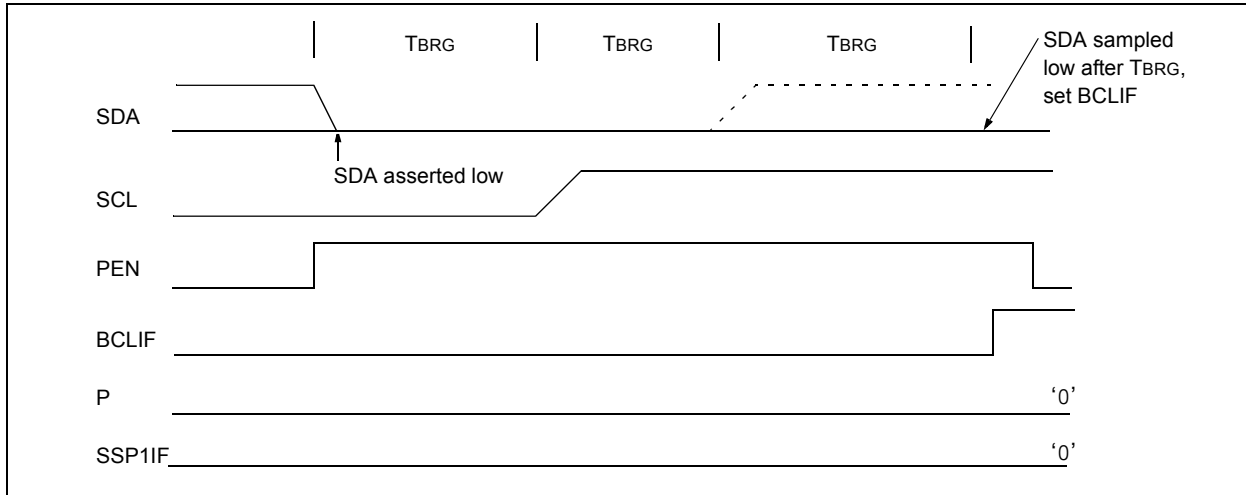 TBRG TBRG TBRG
SDA sampled
low after TBRG,
set BCLIF
SDA
SDA asserted low
SCL
PEN
BCLIF
P
‘0’
SSP1IF
‘0’